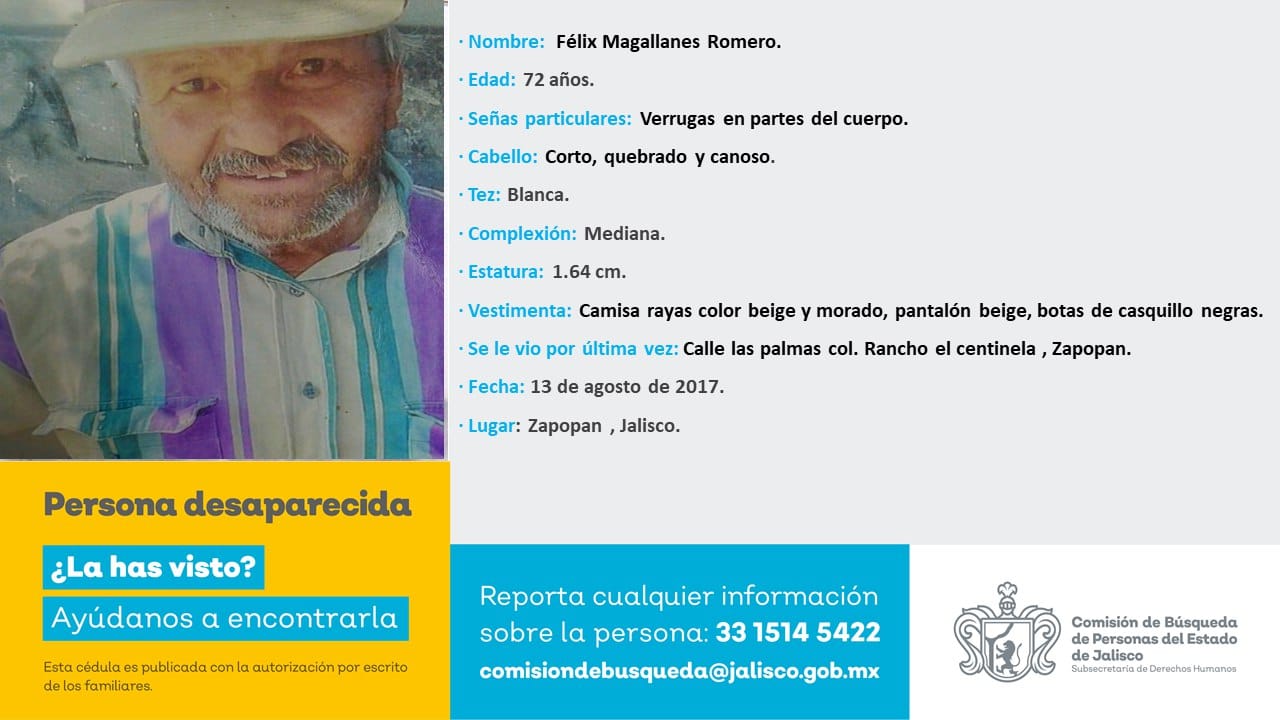 · Nombre: Félix Magallanes Romero.
· Edad: 72 años.
· Señas particulares: Verrugas en partes del cuerpo.
· Cabello: Corto, quebrado y canoso.
· Tez: Blanca.
· Complexión: Mediana.
· Estatura: 1.64 cm.
· Vestimenta: Camisa rayas color beige y morado, pantalón beige, botas de casquillo negras.
· Se le vio por última vez: Calle las palmas col. Rancho el centinela , Zapopan.
· Fecha: 13 de agosto de 2017.
· Lugar: Zapopan , Jalisco.
Persona desaparecida
¿La has visto?
Ayúdanos a encontrarla
Esta cédula es publicada con la autorización por escrito
de los familiares.
Reporta cualquier información
sobre la persona: 33 1514 5422
comisiondebusqueda@jalisco.gob.mx
Comisión de Búsqueda
de Personas del Estado
de Jalisco
Subsecretaría de Derechos Humanos